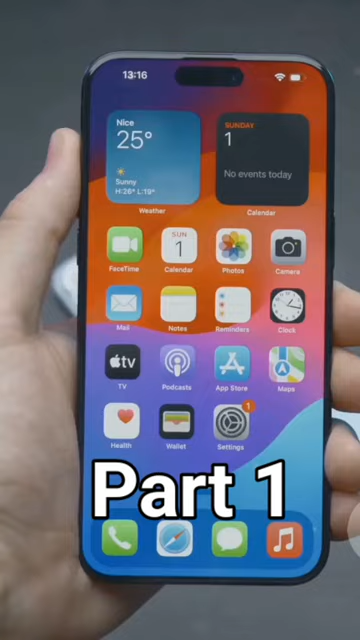 13:16
Nice
25°
Sunny
H:26° L:19°
Weather
SUNDAY
1
No events today
Calendar
FaceTime
SUN
1
Calendar
Photos
Camera
Mail
Notes
Reminders
Clock
tv
TV
Podcasts
App Store
Maps
Health
Wallet
1
Settings
Part 1